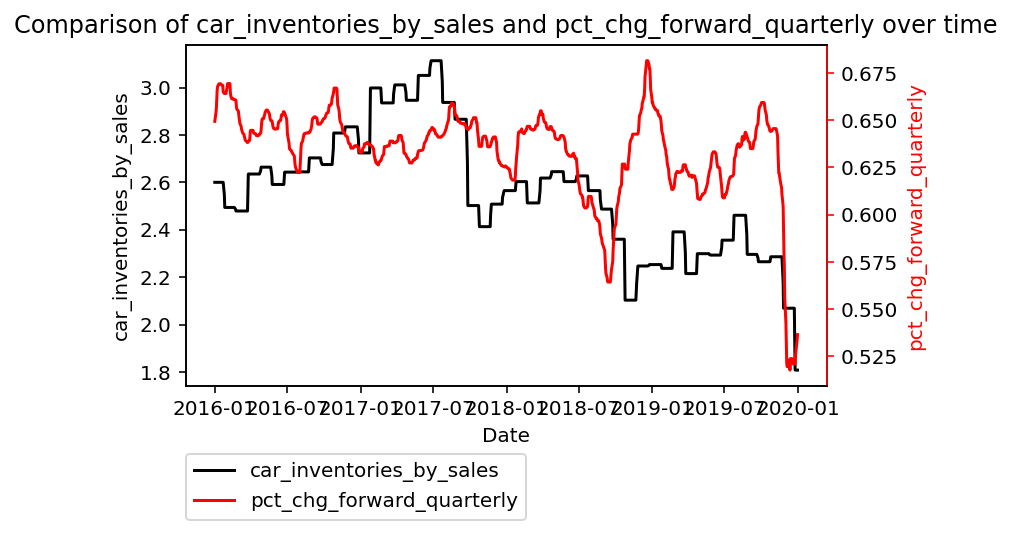 Comparison of car_inventories_by_sales and pct_chg_forward_quarterly over time
car_inventories_by_sales
3.0
2.8
2.6
2.4
2.2
2.0
1.8
0.675
0.650
0.625
0.600
0.575
0.550
0.525
pct_chg_forward_quarterly
2016-01 2016-07 2017-01 2017-07 2018-01 2018-07 2019-01 2019-07 2020-01
Date
car_inventories_by_sales
pct_chg_forward_quarterly